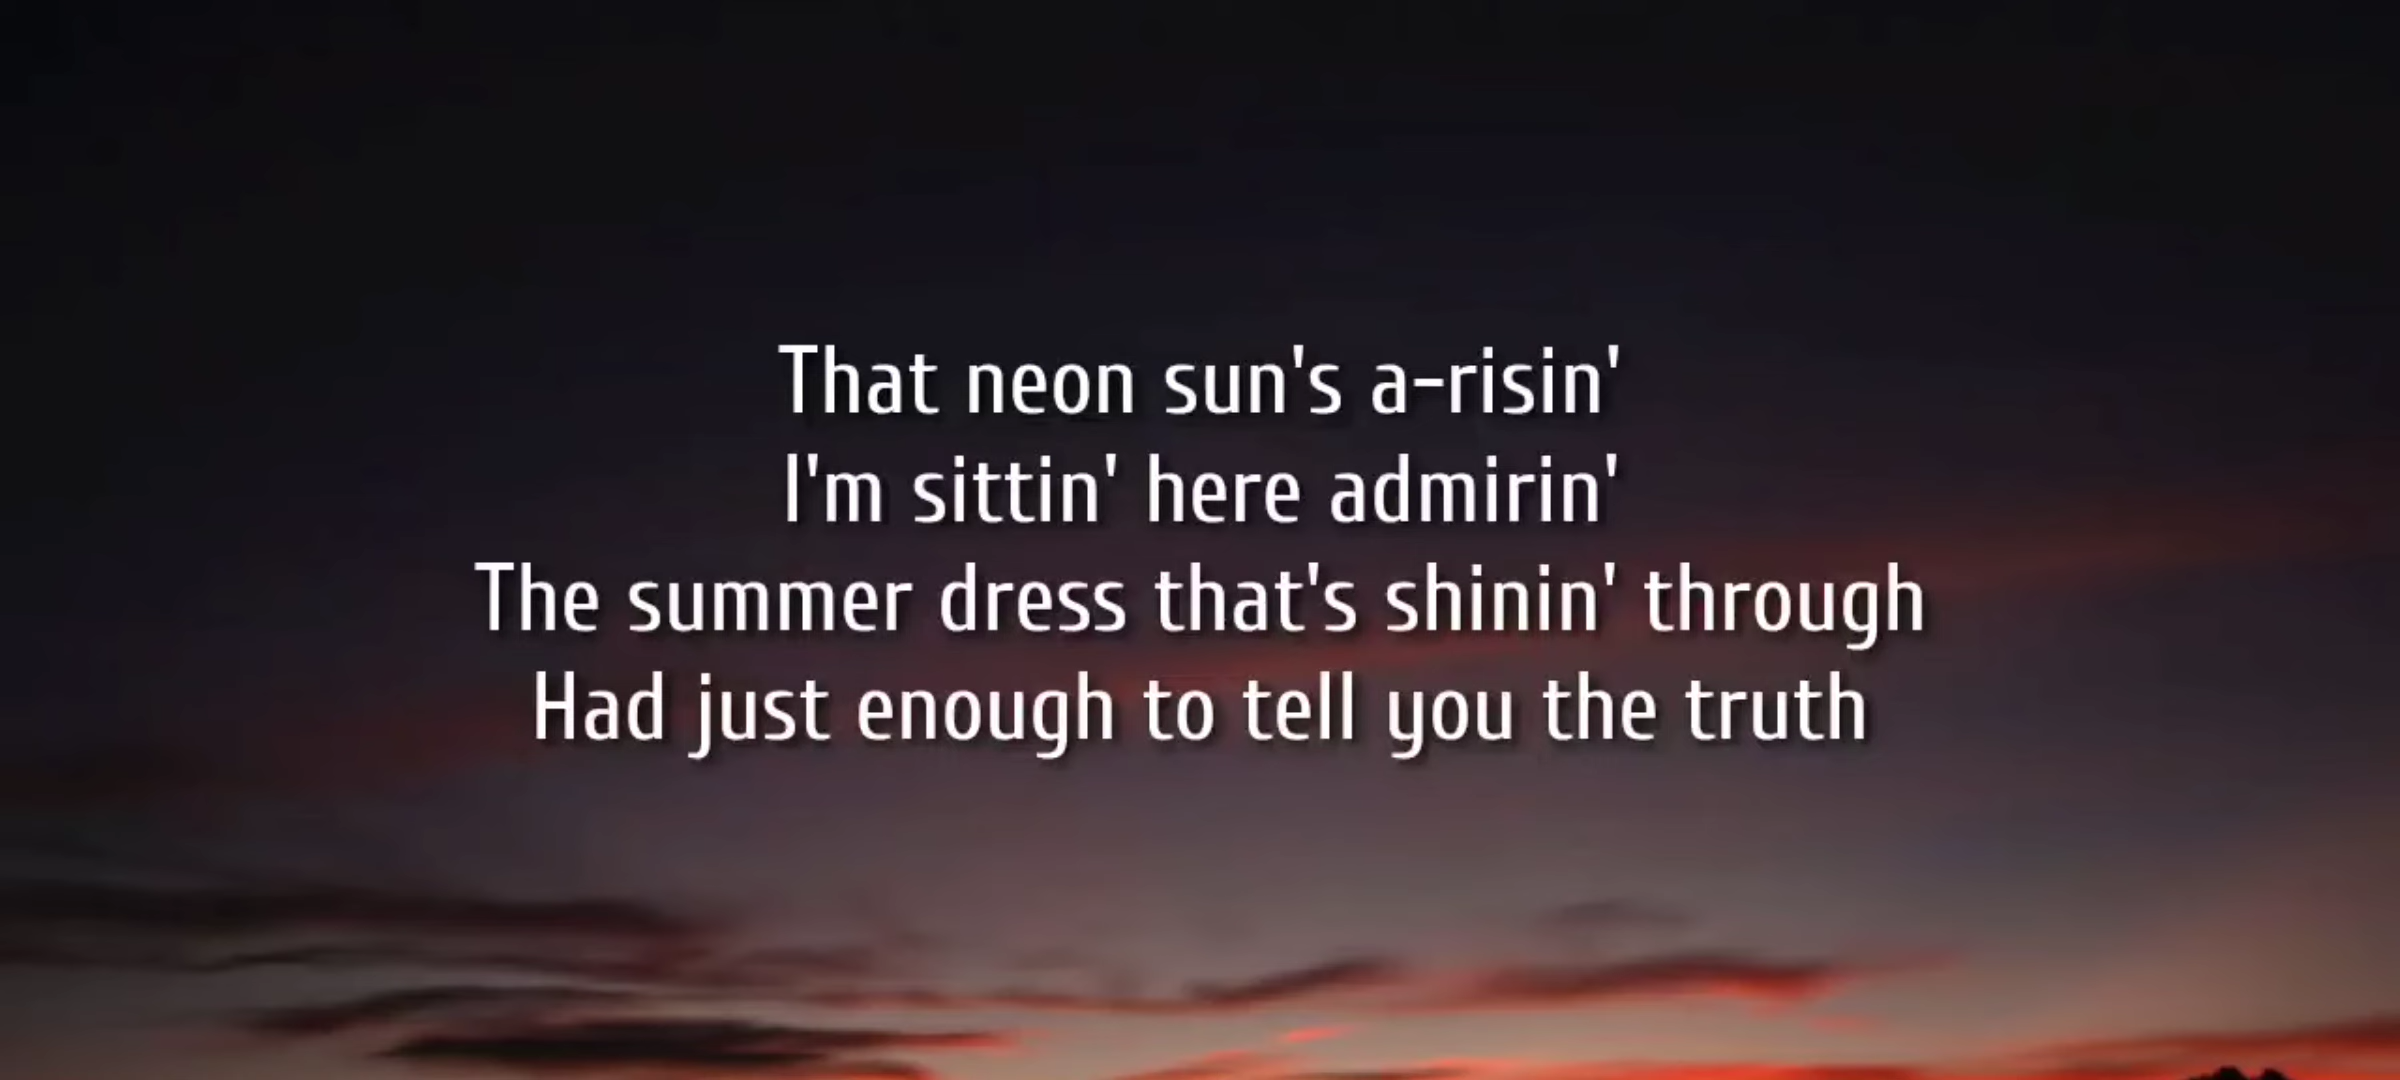 That neon sun's a-risin'
I'm sittin' here admirin'
The summer dress that's shinin' through
Had just enough to tell you the truth